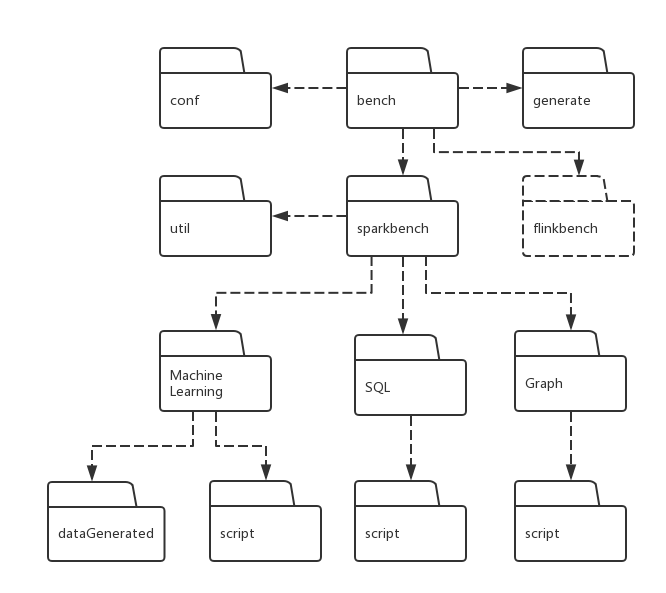 conf
bench
generate
util
sparkbench
flinkbench
Machine
Learning
SQL
Graph
dataGenerated
script
script
script